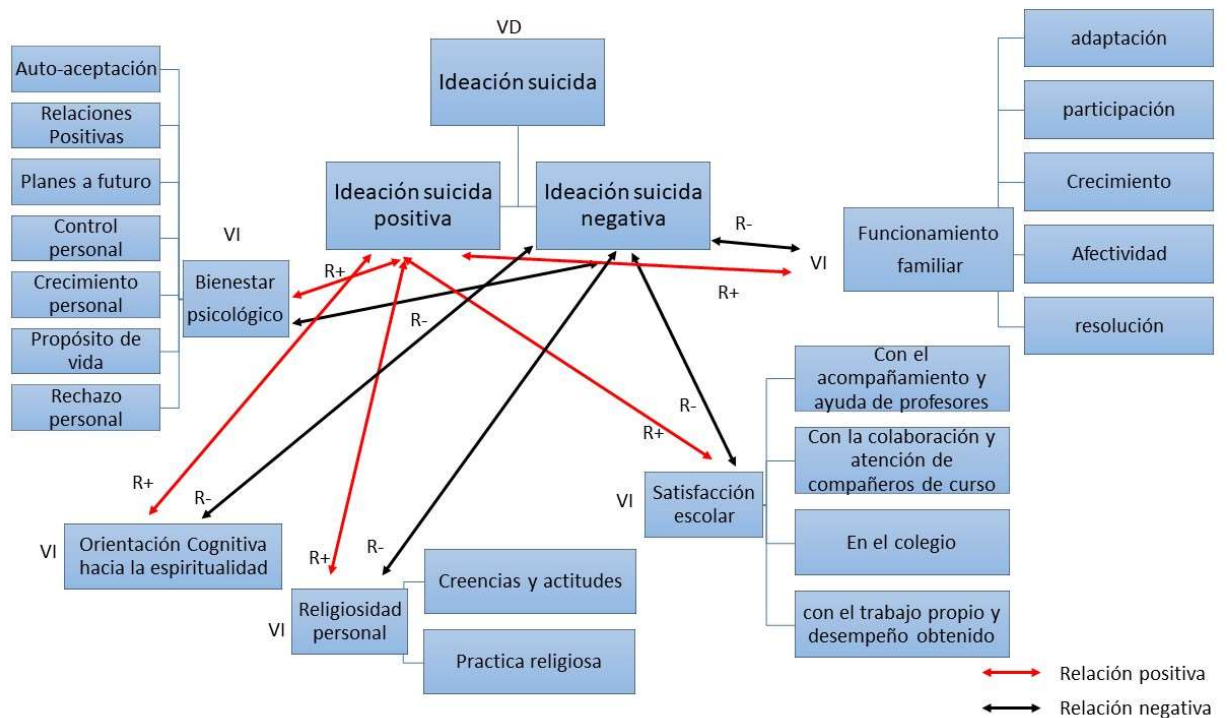 VD
Ideación suicida
Ideación suicida
positiva
Ideación suicida
negativa
Auto-aceptación
Relaciones
Positivas
Planes a futuro
Control
personal
Crecimiento
personal
Propósito de
vida
Rechazo
personal
VI
Bienestar
psicológico
R+
R-
R-
R+
VI
Funcionamiento
familiar
adaptación
participación
Crecimiento
Afectividad
resolución
R-
R+
VI
Satisfacción
escolar
Con el
acompañamiento y
ayuda de profesores
Con la colaboración y
atención de
compañeros de curso
En el colegio
con el trabajo propio y
desempeño obtenido
R+
R-
VI
Orientación Cognitiva
hacia la espiritualidad
R+
R-
VI
Religiosidad
personal
Creencias y actitudes
Practica religiosa
Relación positiva
Relación negativa